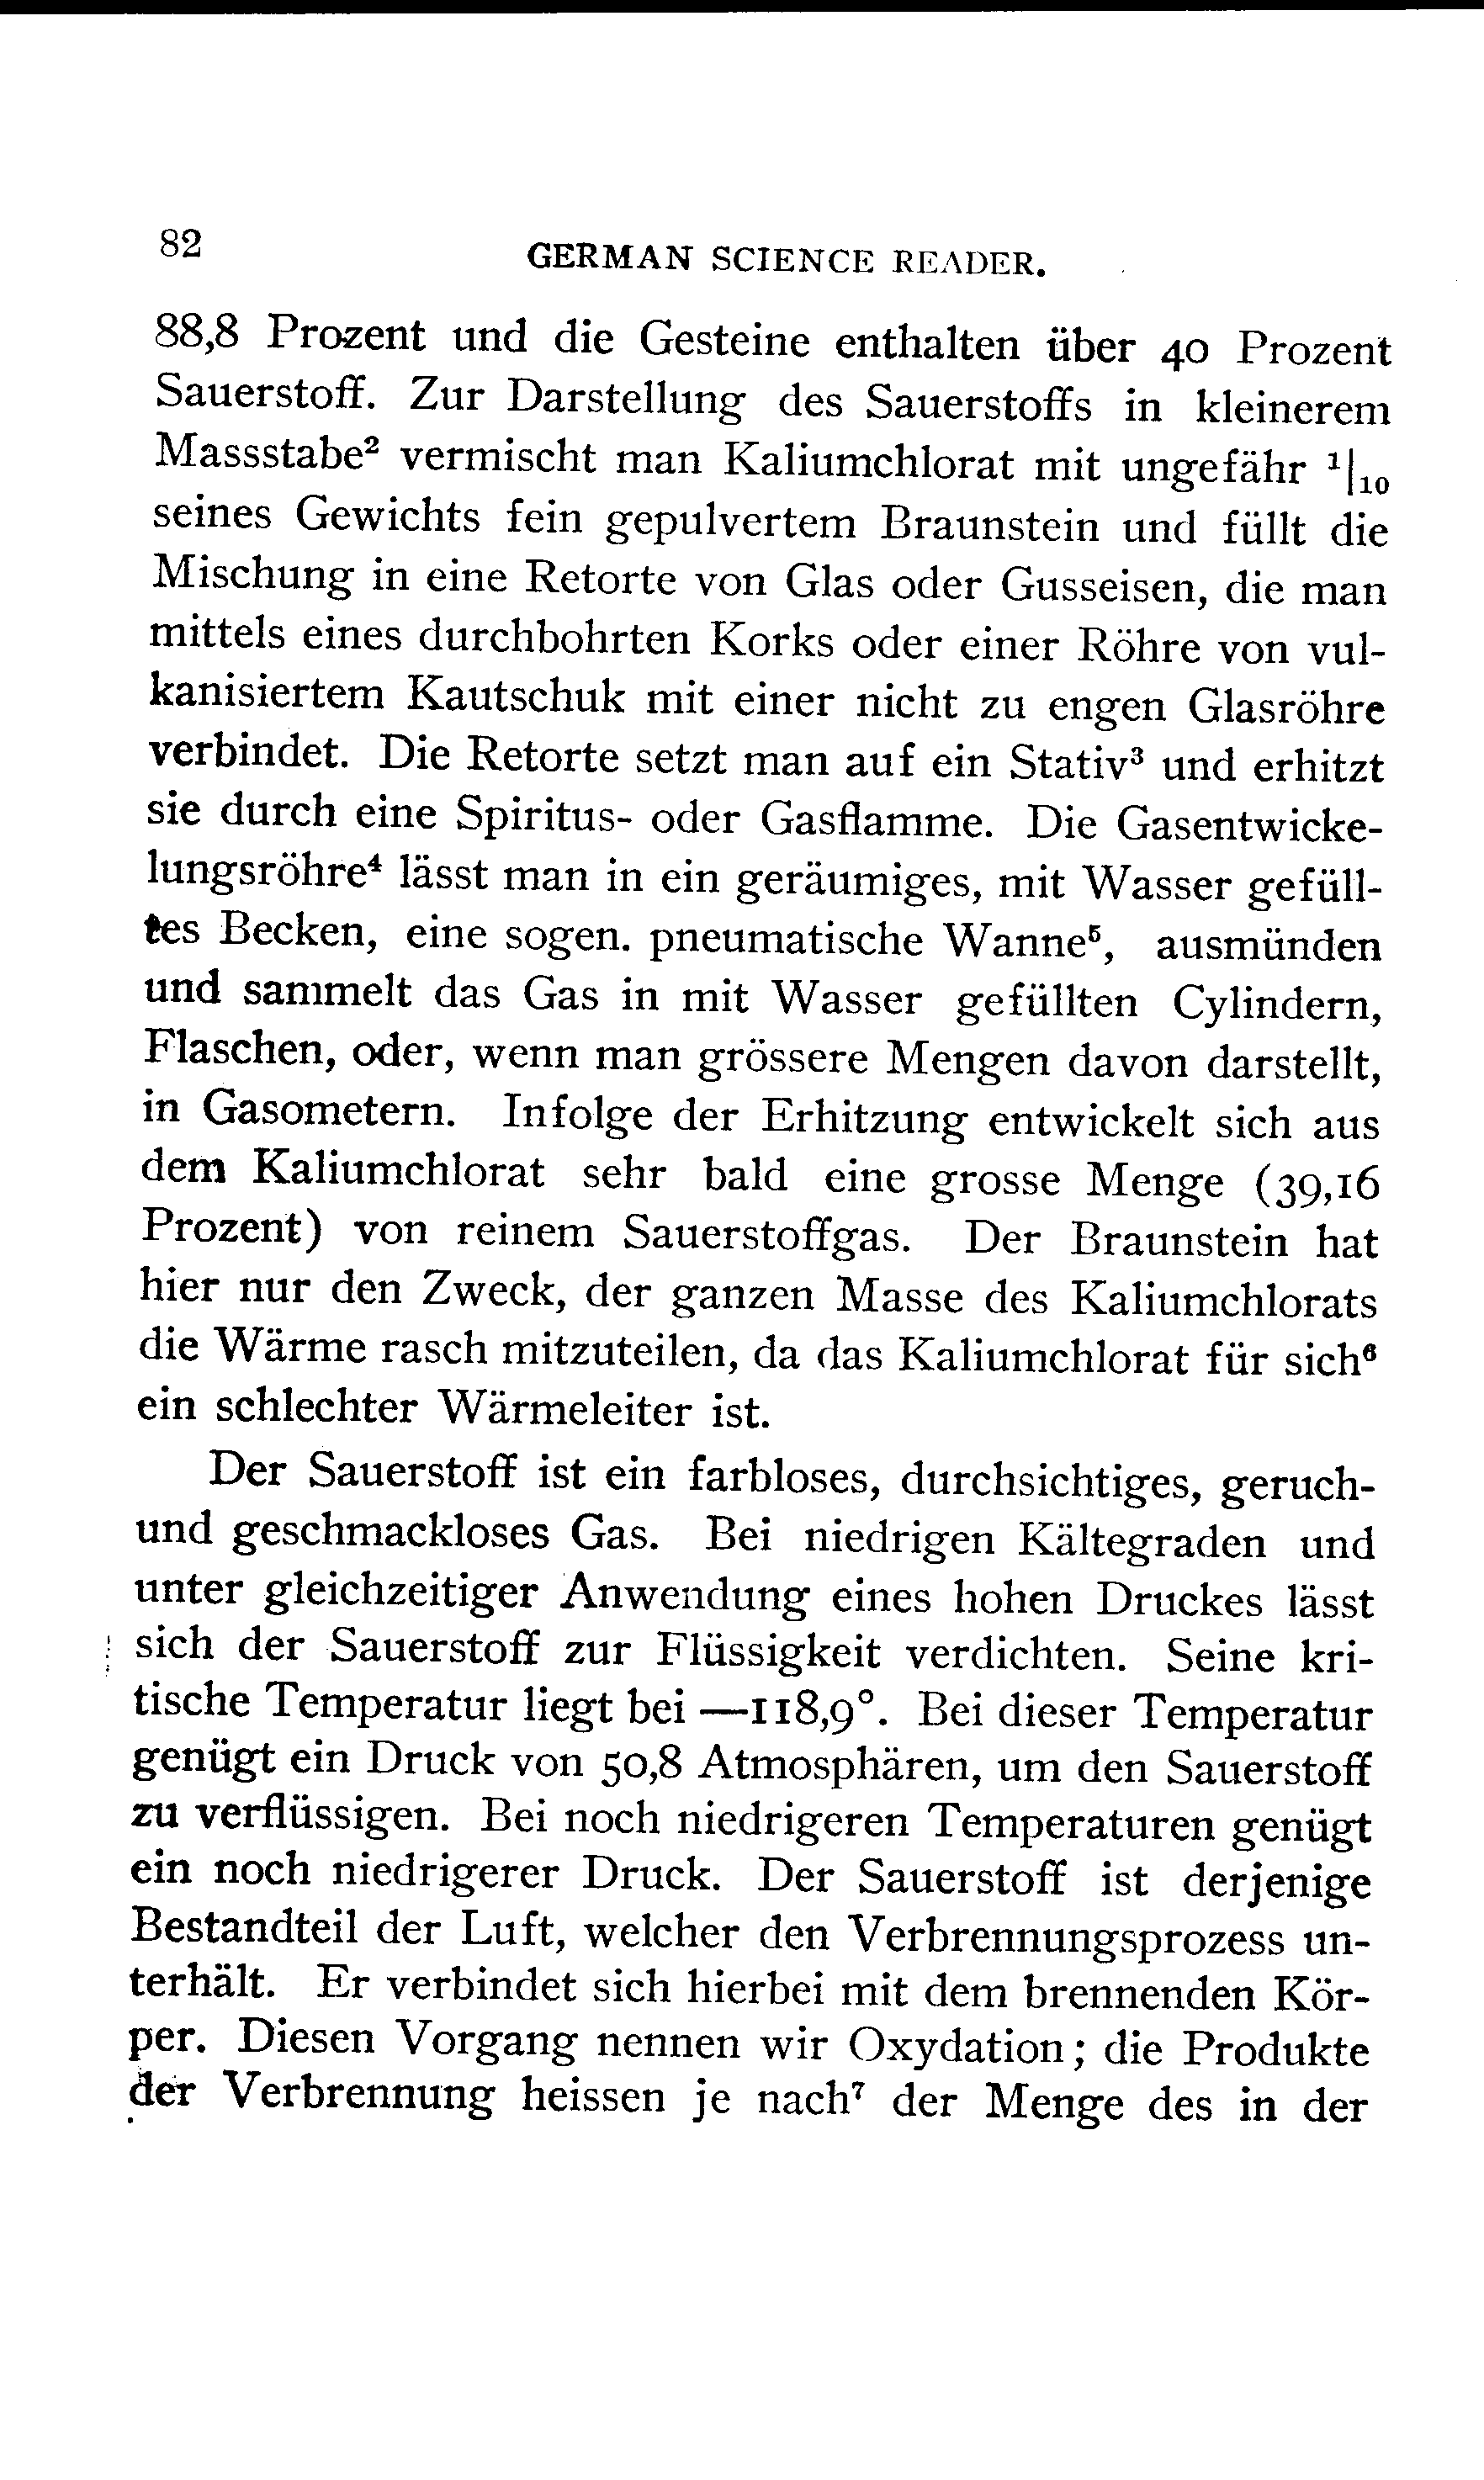 82
GERMAN SCIENCE READER.
88,8 Prozent und die Gesteine enthalten über 40 Prozent
Sauerstoff. Zur Darstellung des Sauerstoffs in kleinerem
Massstabe² vermischt man Kaliumchlorat mit ungefähr ¹|₁₀
seines Gewichts fein gepulvertem Braunstein und füllt die
Mischung in eine Retorte von Glas oder Gusseisen, die man
mittels eines durchbohrten Korks oder einer Röhre von vul-
kanisiertem Kautschuk mit einer nicht zu engen Glasröhre
verbindet. Die Retorte setzt man auf ein Stativ³ und erhitzt
sie durch eine Spiritus- oder Gasflamme. Die Gasentwicke-
lungsröhre⁴ lässt man in ein geräumiges, mit Wasser gefüll-
tes Becken, eine sogen. pneumatische Wanne⁵, ausmünden
und sammelt das Gas in mit Wasser gefüllten Cylindern,
Flaschen, oder, wenn man grössere Mengen davon darstellt,
in Gasometern. Infolge der Erhitzung entwickelt sich aus
dem Kaliumchlorat sehr bald eine grosse Menge (39,16
Prozent) von reinem Sauerstoffgas. Der Braunstein hat
hier nur den Zweck, der ganzen Masse des Kaliumchlorats
die Wärme rasch mitzuteilen, da das Kaliumchlorat für sich⁶
ein schlechter Wärmeleiter ist.
Der Sauerstoff ist ein farbloses, durchsichtiges, geruch-
und geschmackloses Gas. Bei niedrigen Kältegraden und
unter gleichzeitiger Anwendung eines hohen Druckes lässt
sich der Sauerstoff zur Flüssigkeit verdichten. Seine kri-
tische Temperatur liegt bei —118,9°. Bei dieser Temperatur
genügt ein Druck von 50,8 Atmosphären, um den Sauerstoff
zu verflüssigen. Bei noch niedrigeren Temperaturen genügt
ein noch niedrigerer Druck. Der Sauerstoff ist derjenige
Bestandteil der Luft, welcher den Verbrennungsprozess un-
terhält. Er verbindet sich hierbei mit dem brennenden Kör-
per. Diesen Vorgang nennen wir Oxydation; die Produkte
der Verbrennung heissen je nach⁷ der Menge des in der